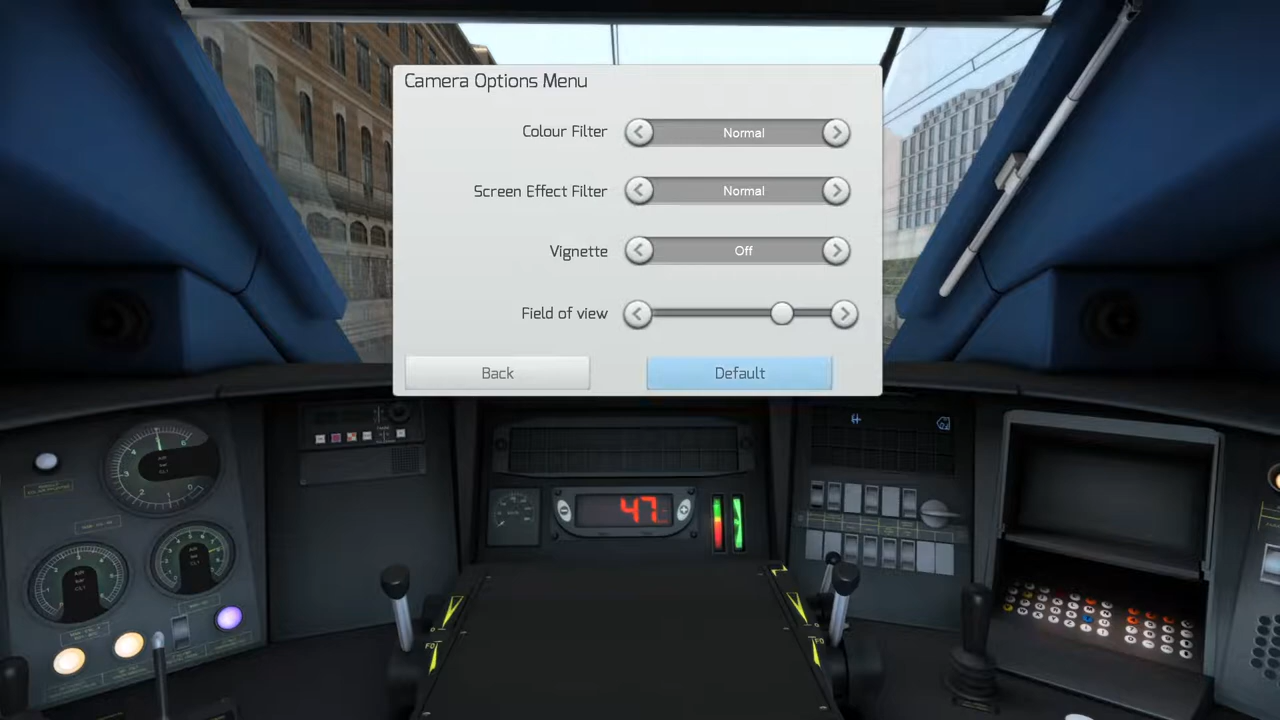 Camera Options Menu
Colour Filter Normal
Screen Effect Filter Normal
Vignette Off
Field of view
Back Default
47